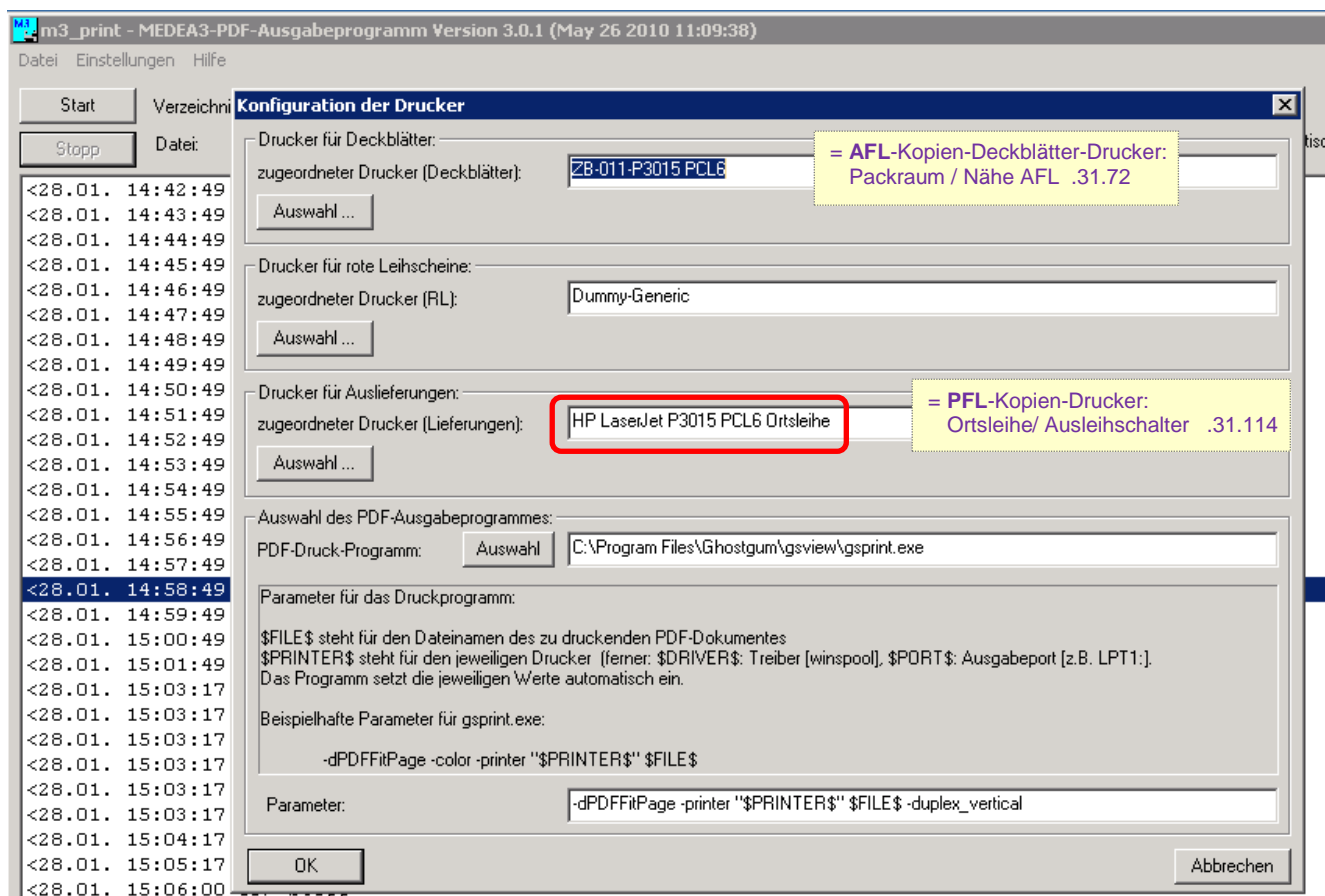 m3_print - MEDEA3-PDF-Ausgabeprogramm Version 3.0.1 (May 26 2010 11:09:38)
Datei Einstellungen Hilfe
Start
Stopp
Datei:
<28.01. 14:42:49
<28.01. 14:43:49
<28.01. 14:44:49
<28.01. 14:45:49
<28.01. 14:46:49
<28.01. 14:47:49
<28.01. 14:48:49
<28.01. 14:49:49
<28.01. 14:50:49
<28.01. 14:51:49
<28.01. 14:52:49
<28.01. 14:53:49
<28.01. 14:54:49
<28.01. 14:55:49
<28.01. 14:56:49
<28.01. 14:57:49
<28.01. 14:58:49
<28.01. 14:59:49
<28.01. 15:00:49
<28.01. 15:01:49
<28.01. 15:03:17
<28.01. 15:03:17
<28.01. 15:03:17
<28.01. 15:03:17
<28.01. 15:03:17
<28.01. 15:03:17
<28.01. 15:04:17
<28.01. 15:05:17
<28.01. 15:06:00
Konfiguration der Drucker
Drucker für Deckblätter:
zugeordneter Drucker (Deckblätter): ZB-011-P3015 PCL6
= AFL-Kopien-Deckblätter-Drucker:
Packraum / Nähe AFL .31.72
Auswahl ...
Drucker für rote Leihscheine:
zugeordneter Drucker (RL): Dummy-Generic
Auswahl ...
Drucker für Auslieferungen:
zugeordneter Drucker (Lieferungen): HP LaserJet P3015 PCL6 Ortsleihe
= PFL-Kopien-Drucker:
Ortsleihe/ Ausleihschalter .31.114
Auswahl ...
Auswahl des PDF-Ausgabeprogrammes:
PDF-Druck-Programm: Auswahl C:\Program Files\Ghostgum\gsview\gsprint.exe
Parameter für das Druckprogramm:
$FILE$ steht für den Dateinamen des zu druckenden PDF-Dokumentes
$PRINTER$ steht für den jeweiligen Drucker (ferner: $DRIVER$: Treiber [winspool], $PORT$: Ausgabeport [z.B. LPT1:].
Das Programm setzt die jeweiligen Werte automatisch ein.
Beispielhafte Parameter für gsprint.exe:
-dPDFFitPage -color -printer "$PRINTER$" $FILE$
Parameter: -dPDFFitPage -printer "$PRINTER$" $FILE$ -duplex_vertical
OK
Abbrechen